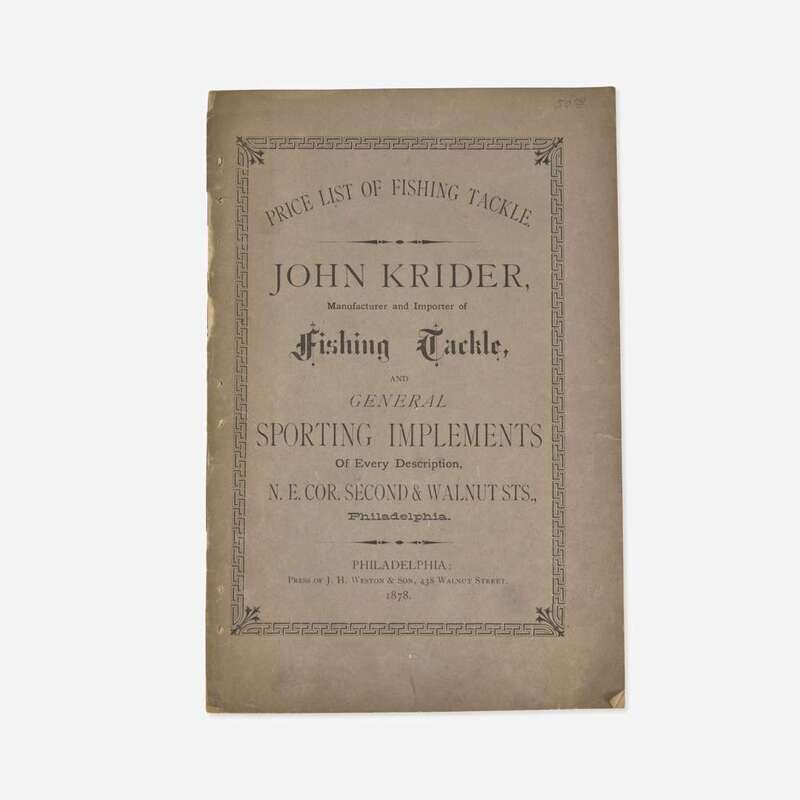 PRICE LIST OF FISHING TACKLE.
JOHN KRIDER,
Manufacturer and Importer of
Fishing Tackle,
AND
GENERAL
SPORTING IMPLEMENTS
Of Every Description,
N. E. COR. SECOND & WALNUT STS.,
Philadelphia.
PHILADELPHIA:
PRESS OF J. H. WESTON & SON, 438 WALNUT STREET.
1878.